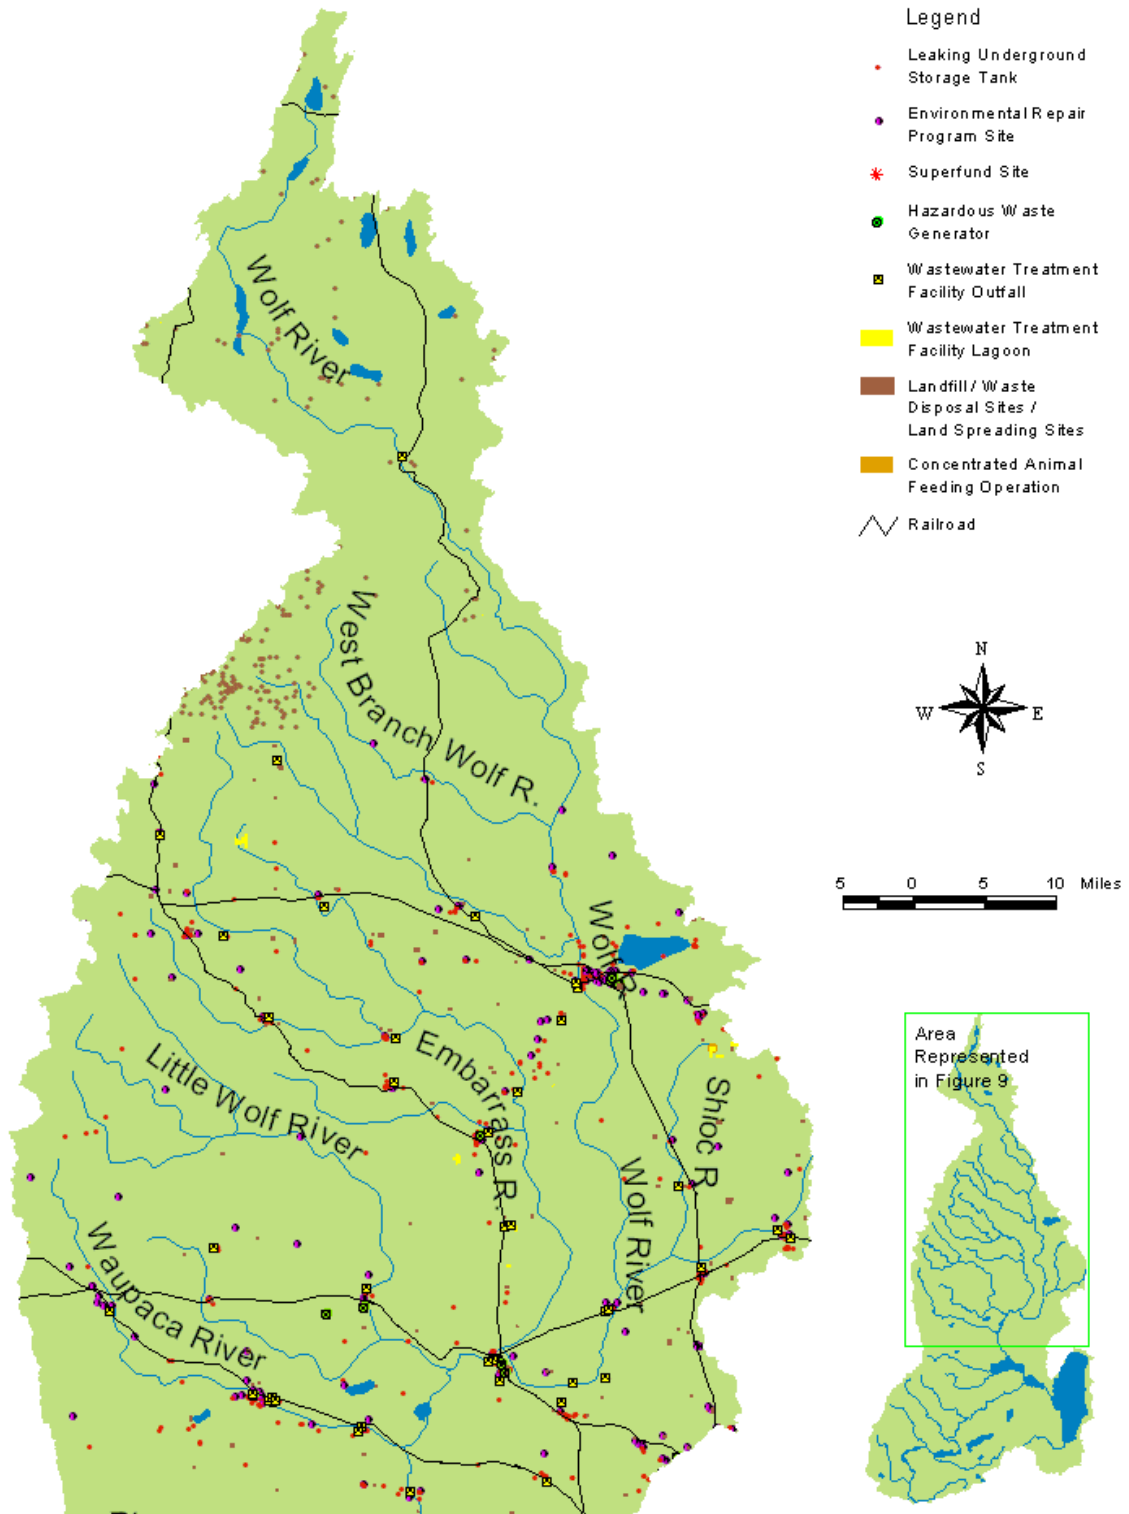 Legend
Leaking Underground
Storage Tank
Environmental Repair
Program Site
Superfund Site
Hazardous Waste
Generator
Wastewater Treatment
Facility Outfall
Wastewater Treatment
Facility Lagoon
Landfill / Waste
Disposal Sites /
Land Spreading Sites
Concentrated Animal
Feeding Operation
Railroad
N
W E
S
5 0 5 10 Miles
Area
Represented
in Figure 9
Wolf River
West Branch Wolf R.
Wolf R.
Embarrass R.
Little Wolf River
Shioc R
Wolf River
Waupaca River